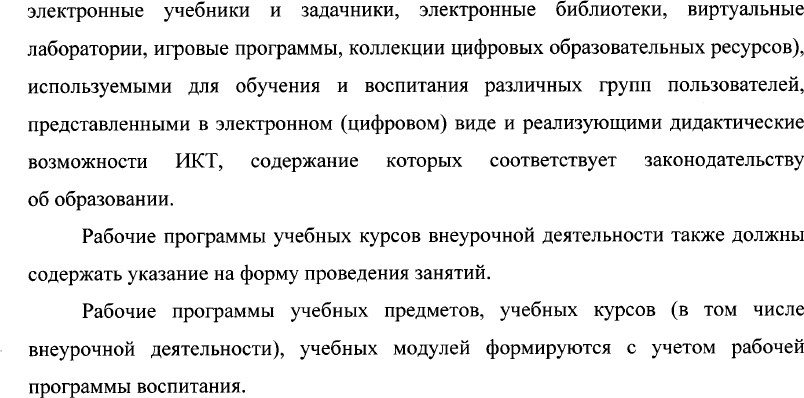 электронные учебники и задачники, электронные библиотеки, виртуальные
лаборатории, игровые программы, коллекции цифровых образовательных ресурсов),
используемыми для обучения и воспитания различных групп пользователей,
представленными в электронном (цифровом) виде и реализующими дидактические
возможности ИКТ, содержание которых соответствует законодательству
об образовании.
Рабочие программы учебных курсов внеурочной деятельности также должны
содержать указание на форму проведения занятий.
Рабочие программы учебных предметов, учебных курсов (в том числе
внеурочной деятельности), учебных модулей формируются с учетом рабочей
программы воспитания.